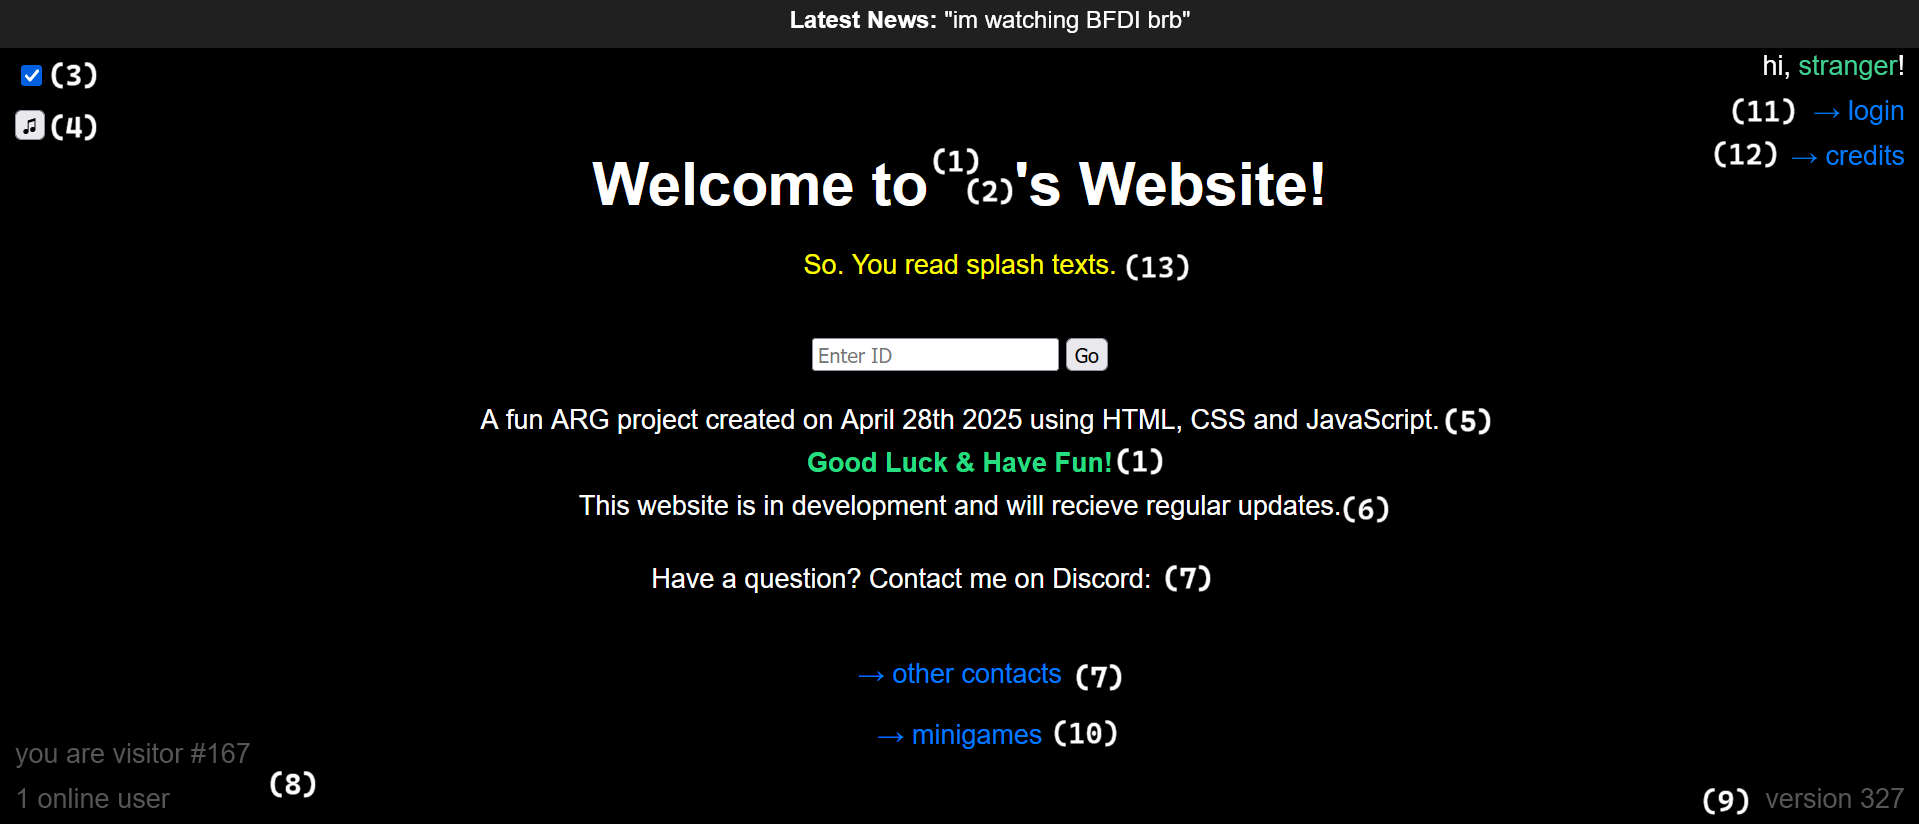 Latest News: "im watching BFDI brb"
(3)
hi, stranger!
(4)
(11) → login
(12) → credits
Welcome to (1) (2)'s Website!
So. You read splash texts. (13)
Enter ID Go
A fun ARG project created on April 28th 2025 using HTML, CSS and JavaScript. (5)
Good Luck & Have Fun! (1)
This website is in development and will recieve regular updates. (6)
Have a question? Contact me on Discord: (7)
→ other contacts (7)
→ minigames (10)
you are visitor #167
(8)
1 online user
(9) version 327